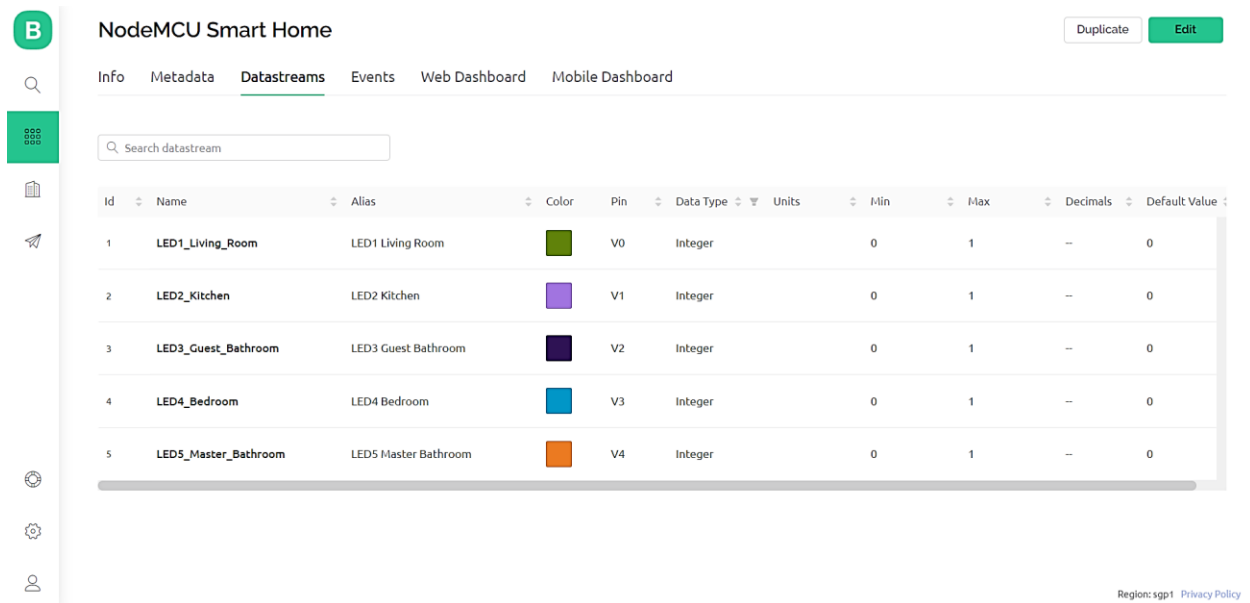 B
NodeMCU Smart Home
Duplicate
Edit
Info Metadata Datastreams Events Web Dashboard Mobile Dashboard
Search datastream
Id Name Alias Color Pin Data Type Units Min Max Decimals Default Value
1 LED1_Living_Room LED1 Living Room V0 Integer 0 1 -- 0
2 LED2_Kitchen LED2 Kitchen V1 Integer 0 1 -- 0
3 LED3_Guest_Bathroom LED3 Guest Bathroom V2 Integer 0 1 -- 0
4 LED4_Bedroom LED4 Bedroom V3 Integer 0 1 -- 0
5 LED5_Master_Bathroom LED5 Master Bathroom V4 Integer 0 1 -- 0
Region: sgp1 Privacy Policy